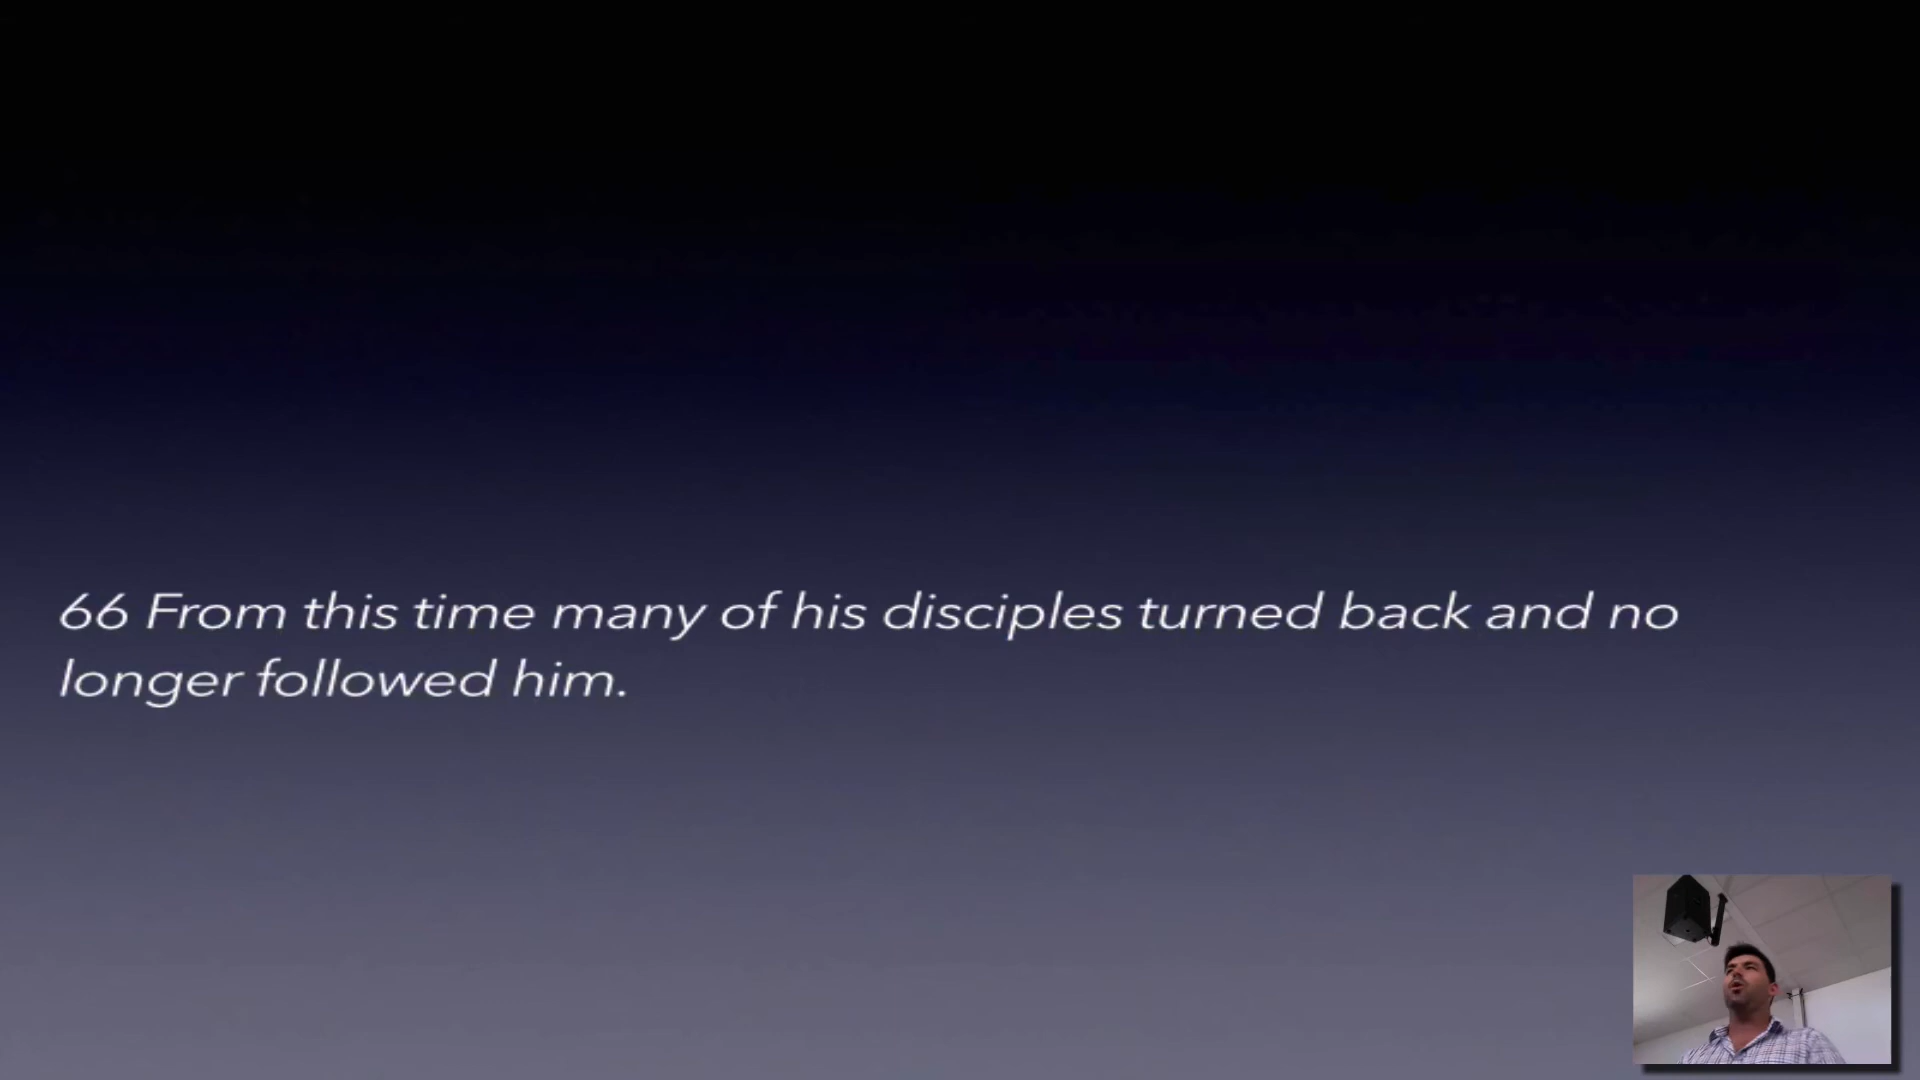 66 From this time many of his disciples turned back and no
longer followed him.